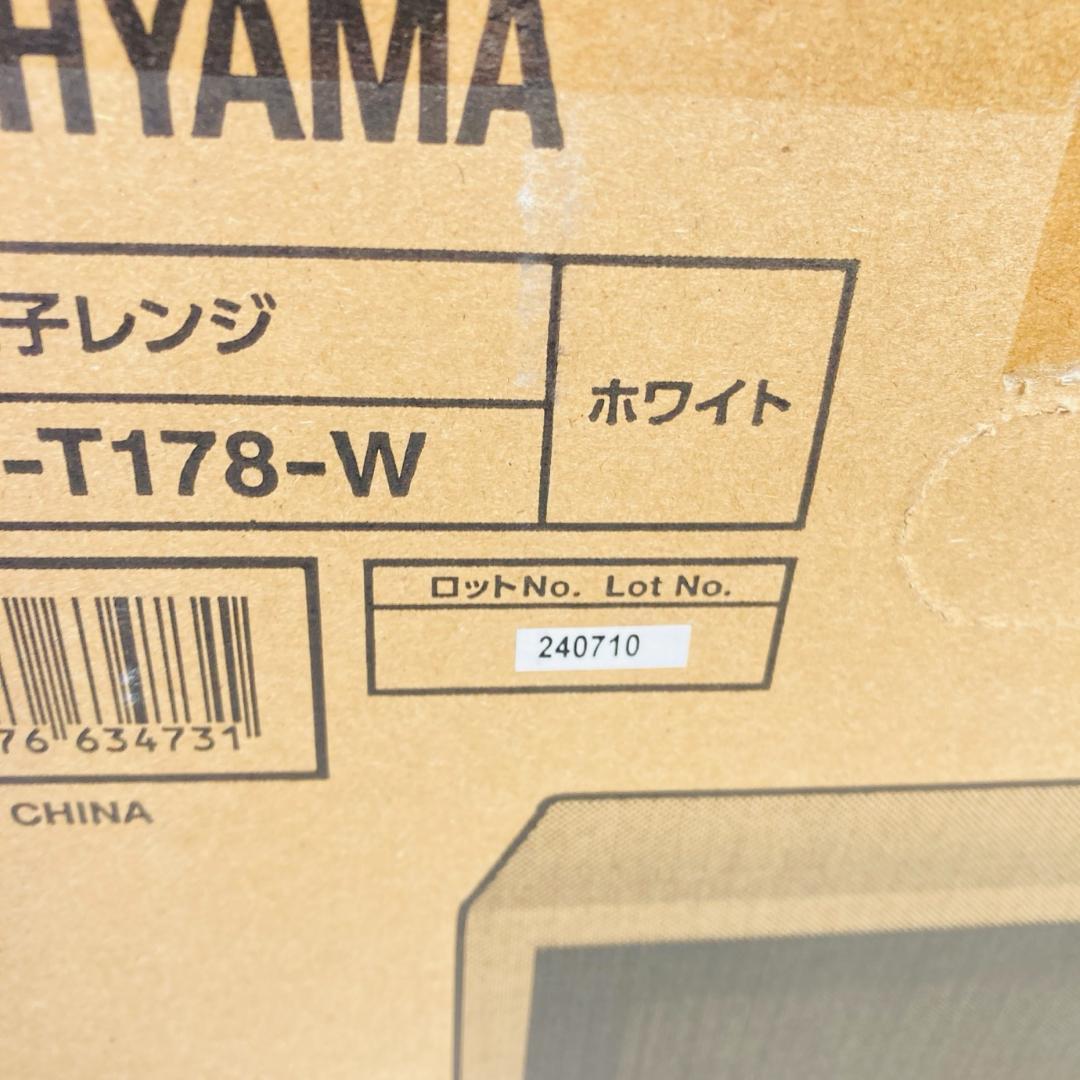 HYAMA
子レンジ
ホワイト
-T178-W
ロットNo. Lot No.
240710
76 634731
CHINA